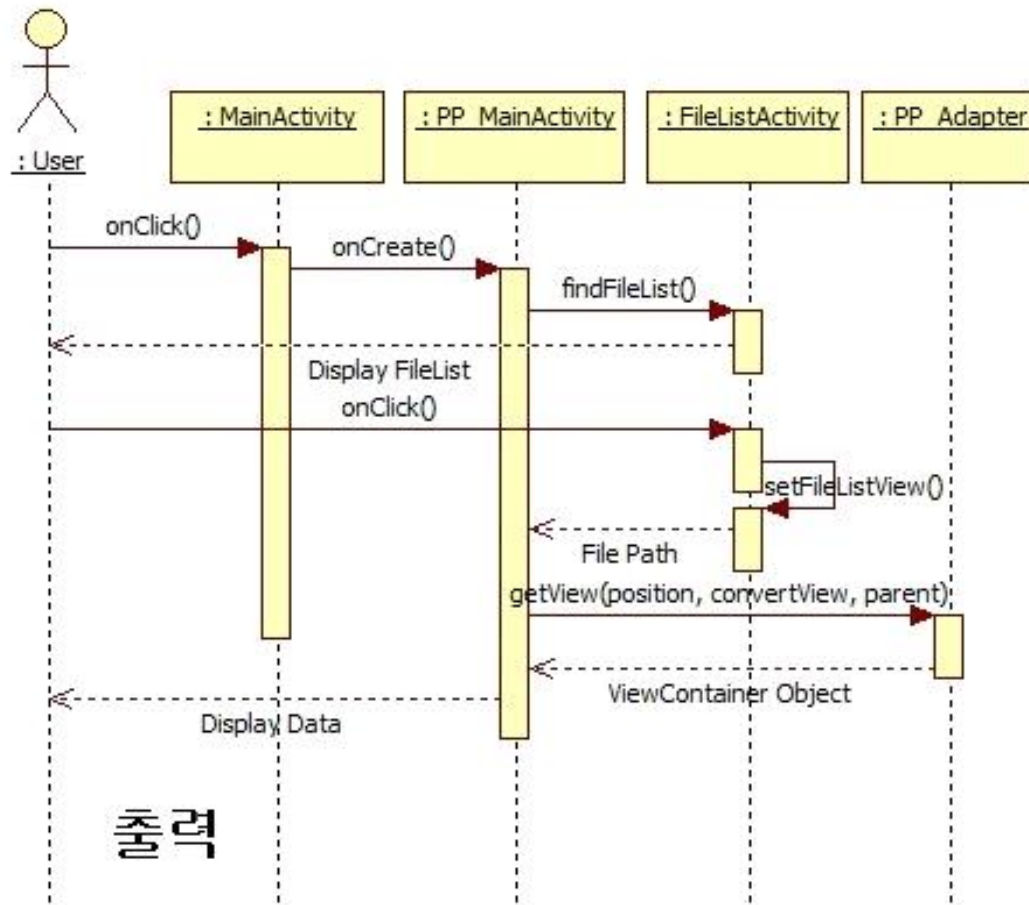 : User
: MainActivity
: PP_MainActivity
: FileListActivity
: PP_Adapter
onClick()
onCreate()
findFileList()
Display FileList
onClick()
setFileListView()
File Path
getView(position, convertView, parent)
ViewContainer Object
Display Data
출력